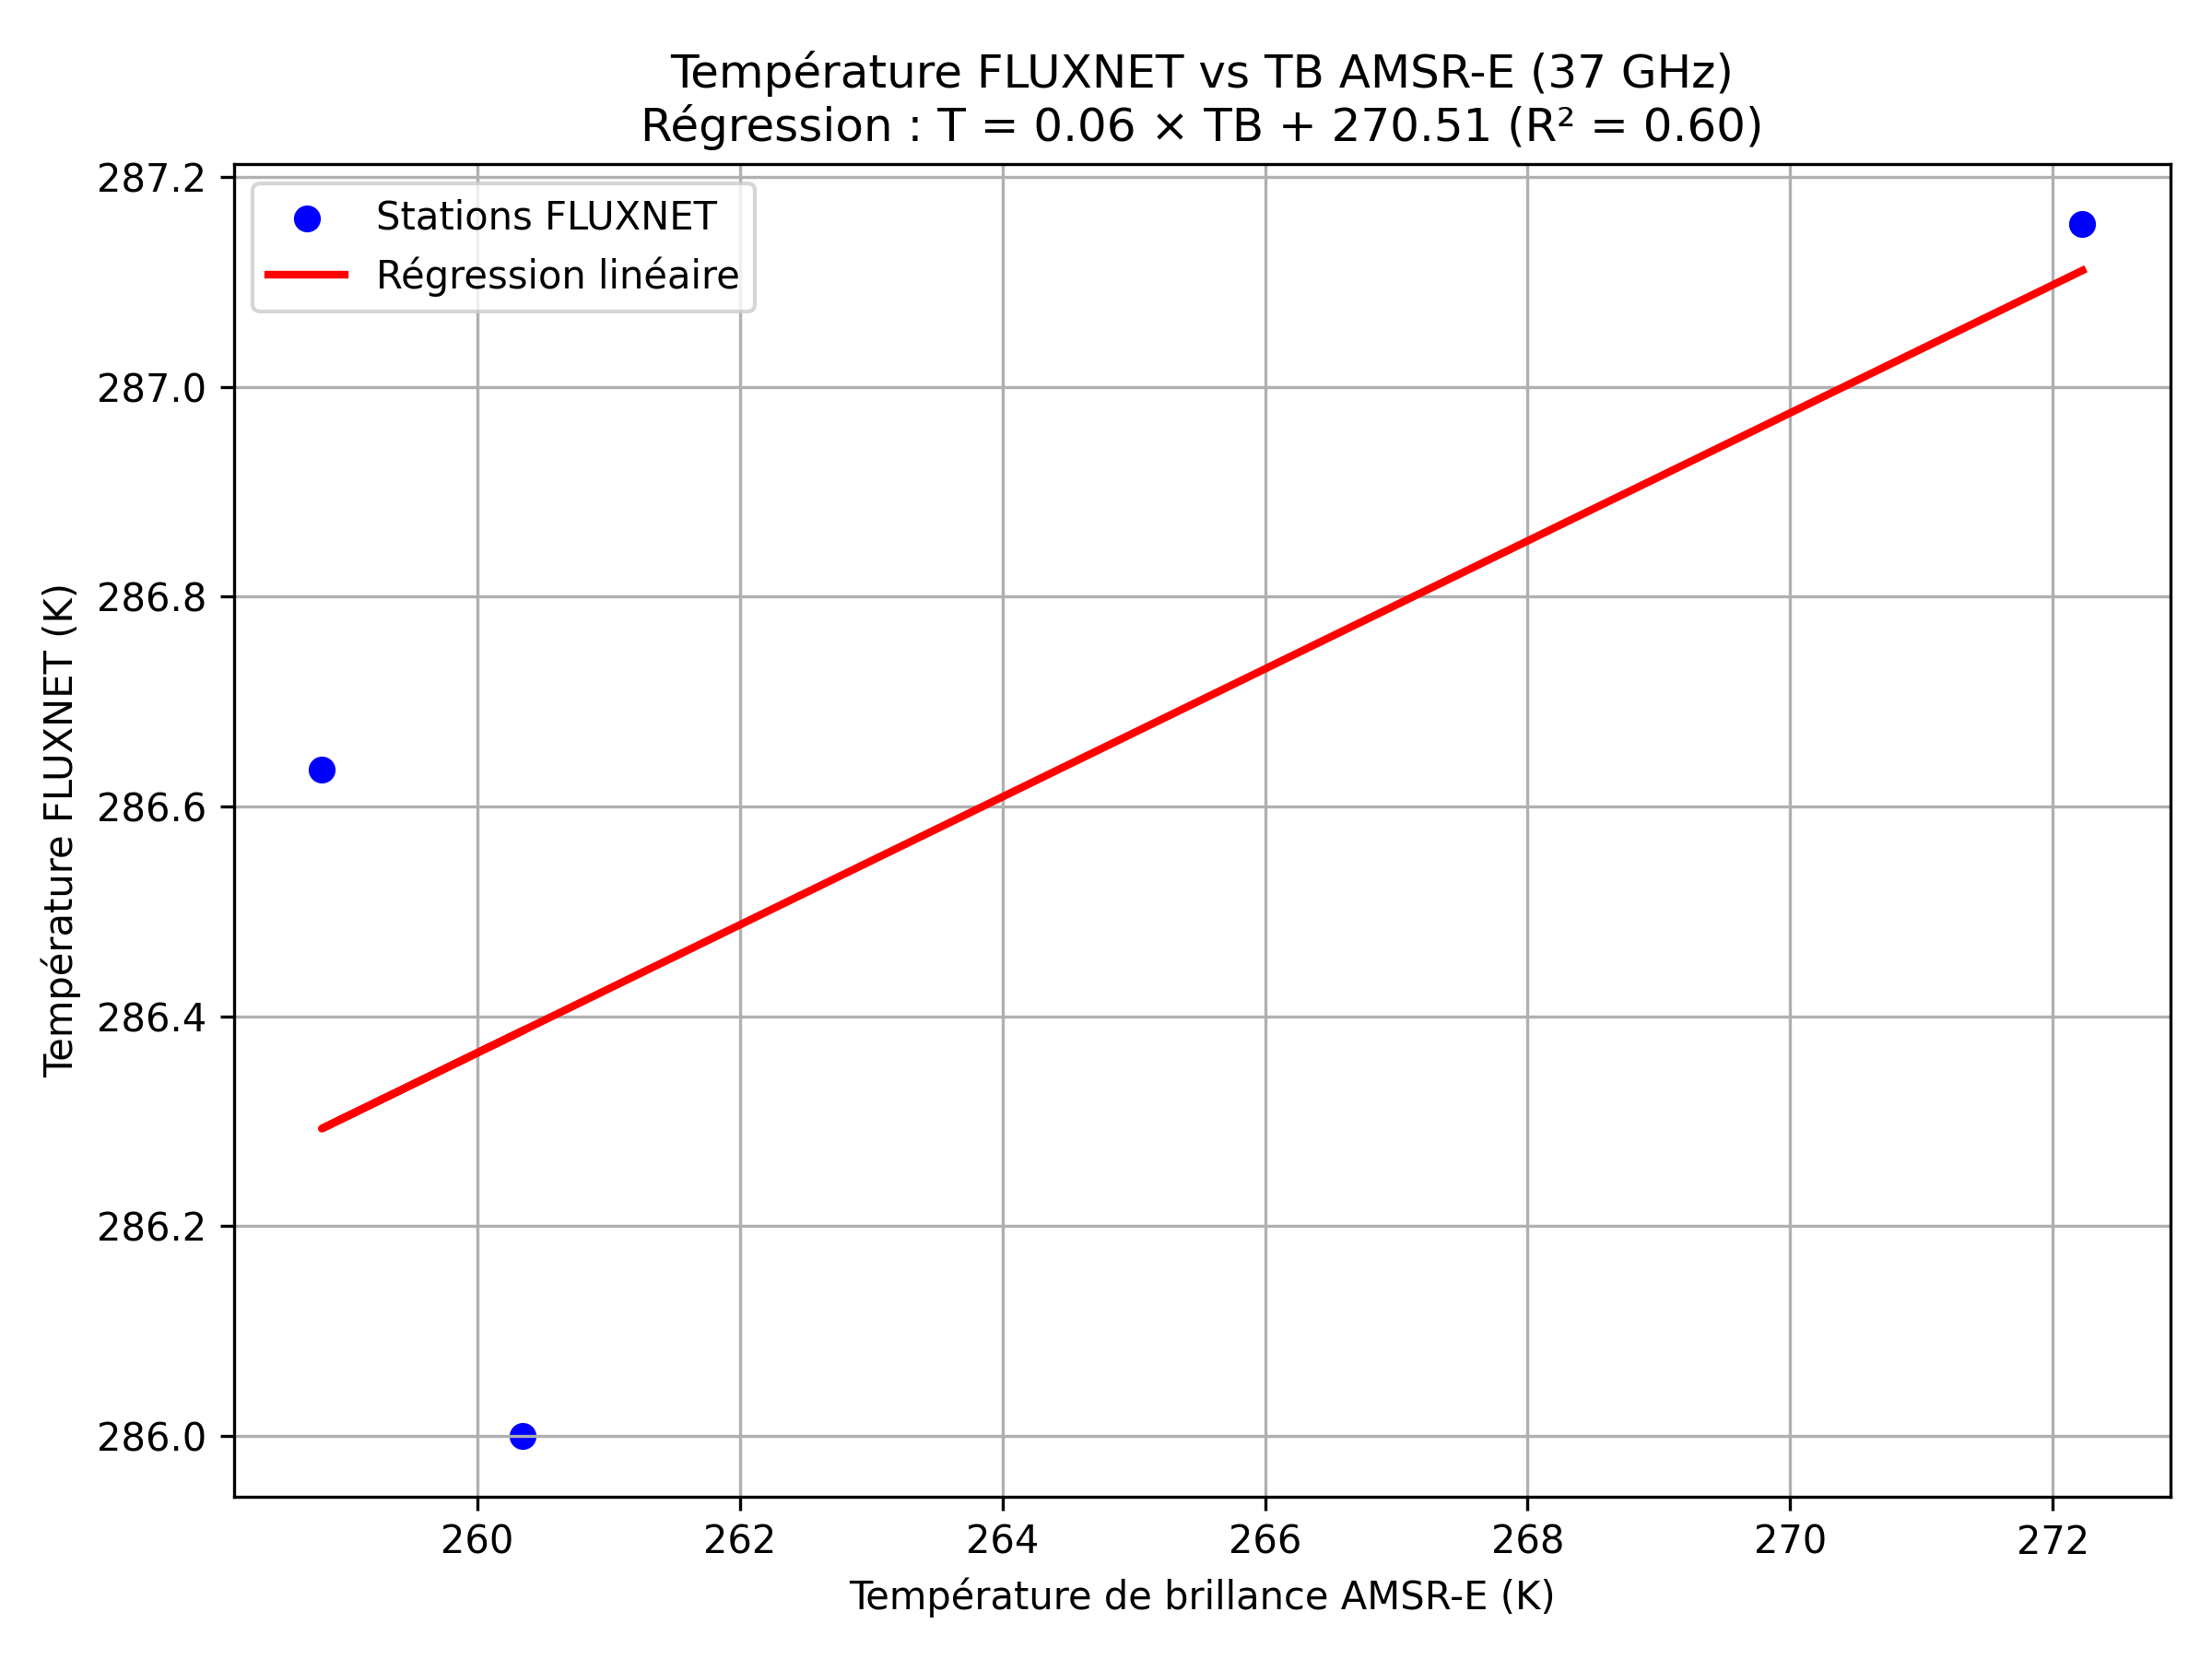 Température FLUXNET vs TB AMSR-E (37 GHz)
Régression : T = 0.06 × TB + 270.51 (R² = 0.60)
Stations FLUXNET
Régression linéaire
287.2
287.0
286.8
286.6
286.4
286.2
286.0
Température FLUXNET (K)
260 262 264 266 268 270 272
Température de brillance AMSR-E (K)